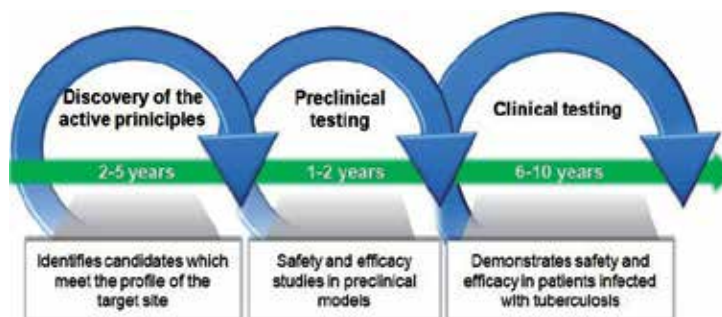 Discovery of the
active priniciples
Preclinical
testing
Clinical testing
2-5 years
1-2 years
6-10 years
Identifies candidates which
meet the profile of the
target site
Safety and efficacy
studies in preclinical
models
Demonstrates safety and
efficacy in patients infected
with tuberculosis